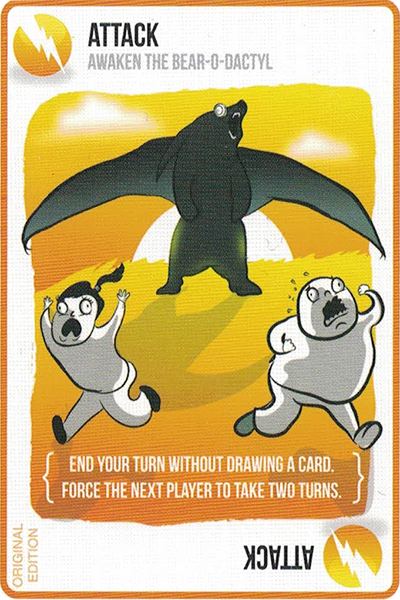 ATTACK
AWAKEN THE BEAR-O-DACTYL
END YOUR TURN WITHOUT DRAWING A CARD.
FORCE THE NEXT PLAYER TO TAKE TWO TURNS.
ORIGINAL
EDITION
ATTACK